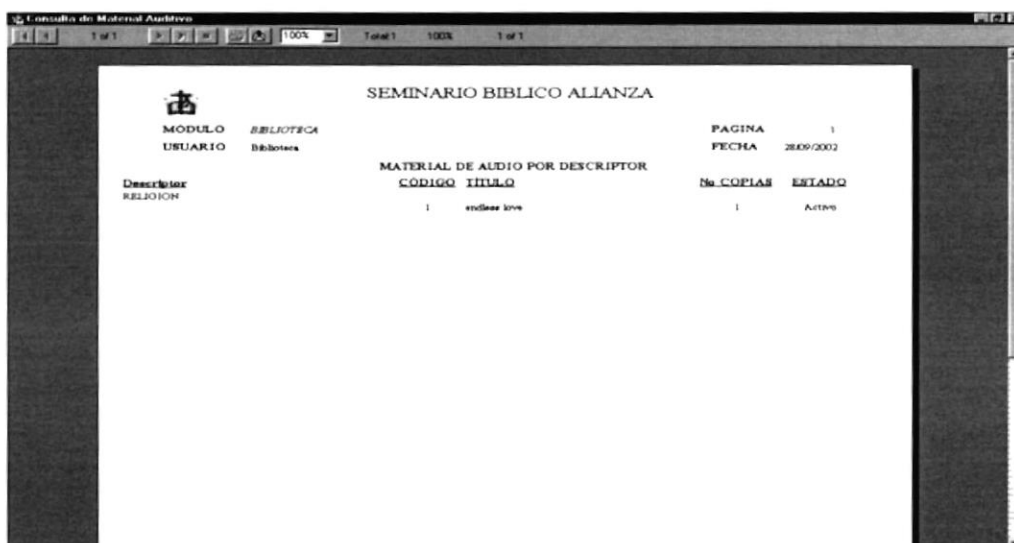 Consulta de Material Auditivo
1 of 1 100% Total:1 100% 1 of 1
SEMINARIO BIBLICO ALIANZA
MODULO BIBLIOTECA PAGINA 1
USUARIO Biblioteca FECHA 28/09/2002
MATERIAL DE AUDIO POR DESCRIPTOR
Descriptor CODIGO TITULO No COPIAS ESTADO
RELIGION
1 endless love 1 Activo